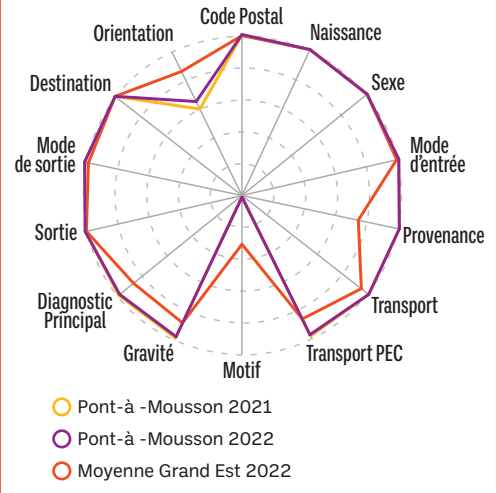 Code Postal
Naissance
Sexe
Mode
d'entrée
Provenance
Transport
Transport PEC
Motif
Gravité
Diagnostic
Principal
Sortie
Mode
de sortie
Destination
Orientation
Pont-à -Mousson 2021
Pont-à -Mousson 2022
Moyenne Grand Est 2022